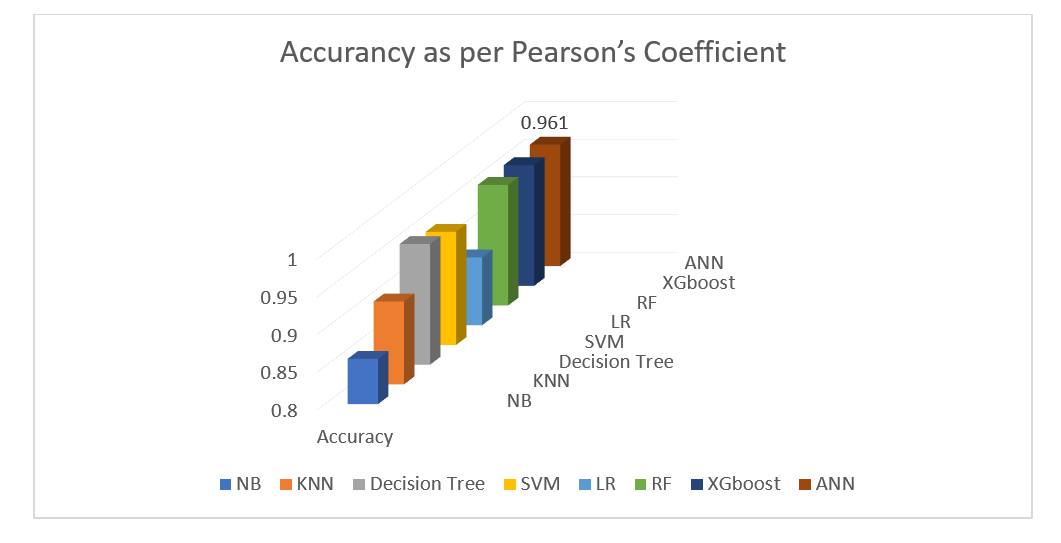 Accurancy as per Pearson's Coefficient
0.961
1
0.95
0.9
0.85
0.8
ANN
XGboost
RF
LR
SVM
Decision Tree
KNN
NB
Accuracy
NB KNN Decision Tree SVM LR RF XGboost ANN